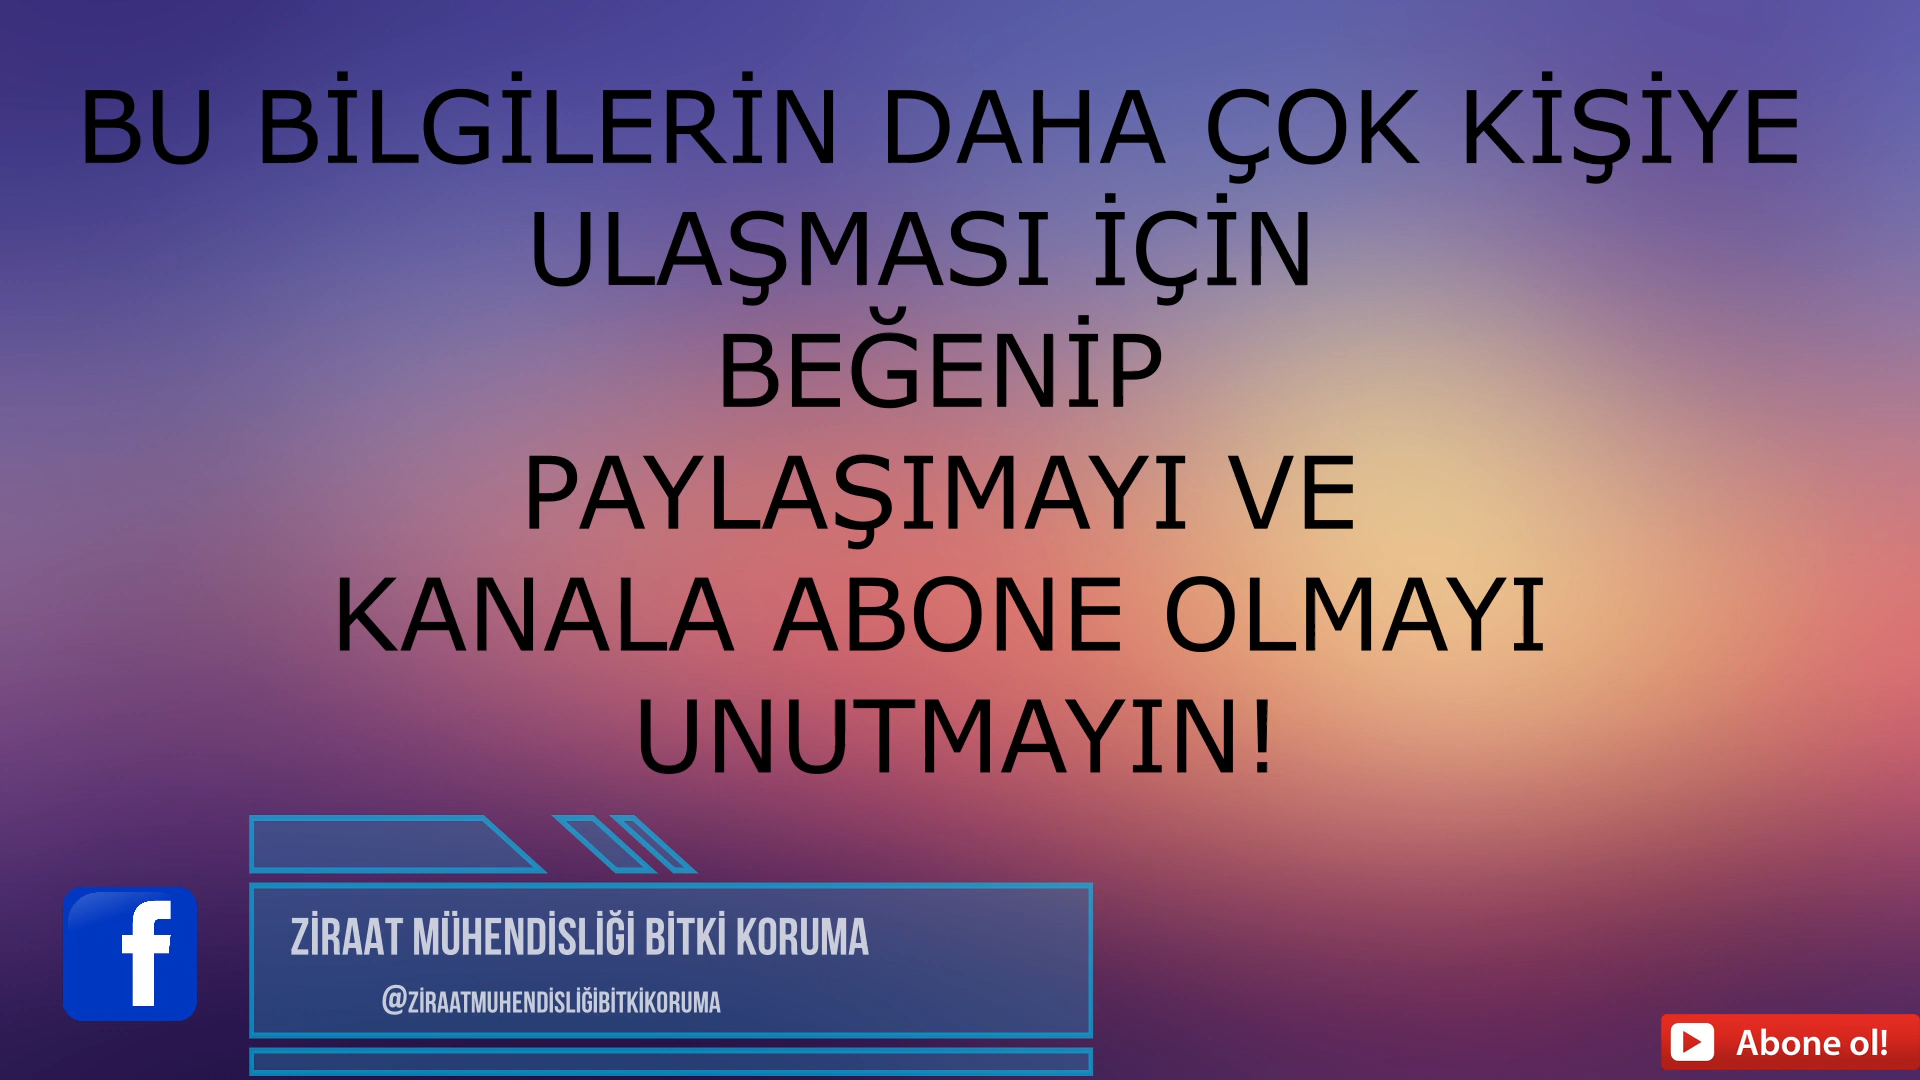 BU BİLGİLERİN DAHA ÇOK KİŞİYE
ULAŞMASI İÇİN
BEĞENİP
PAYLAŞIMAYI VE
KANALA ABONE OLMAYI
UNUTMAYIN!
ZİRAAT MÜHENDİSLİĞİ BİTKİ KORUMA
@ZİRAATMUHENDİSLİĞİBİTKİKORUMA
Abone ol!